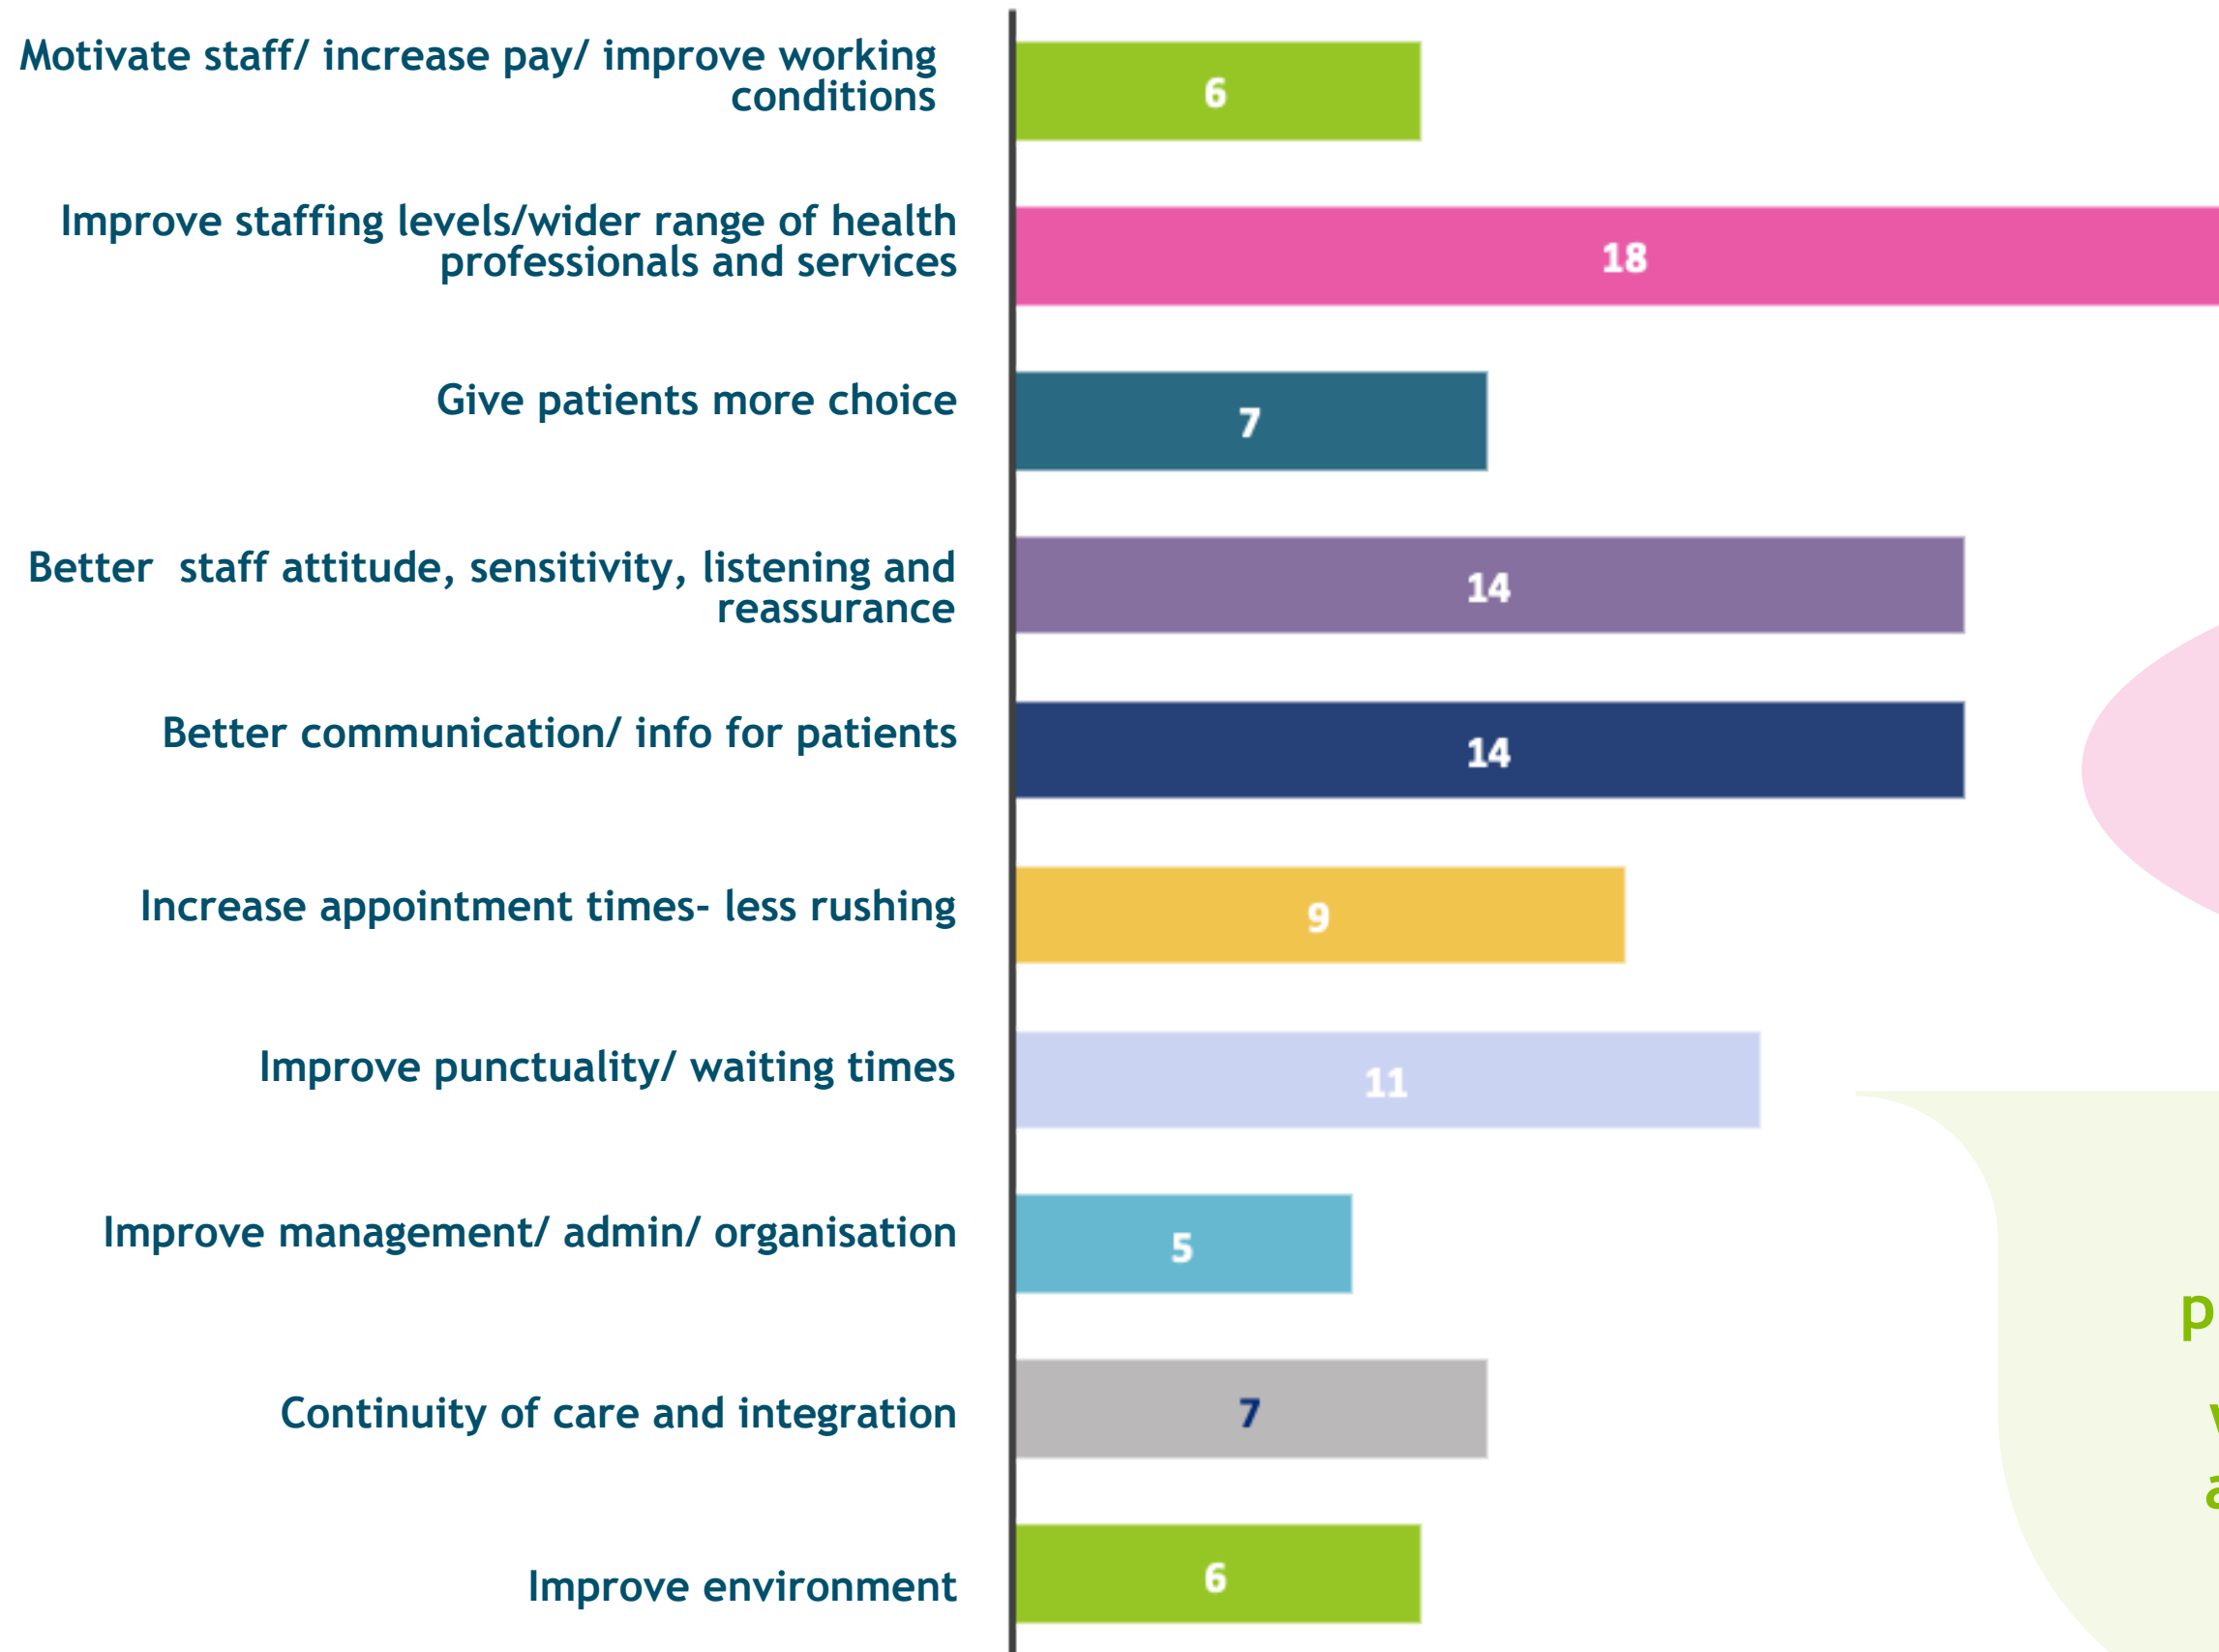 Motivate staff/ increase pay/ improve working
conditions
6
Improve staffing levels/wider range of health
professionals and services
18
Give patients more choice
7
Better  staff attitude, sensitivity, listening and
reassurance
14
Better communication/ info for patients
14
Increase appointment times- less rushing
9
Improve punctuality/ waiting times
11
Improve management/ admin/ organisation
5
Continuity of care and integration
7
Improve environment
6